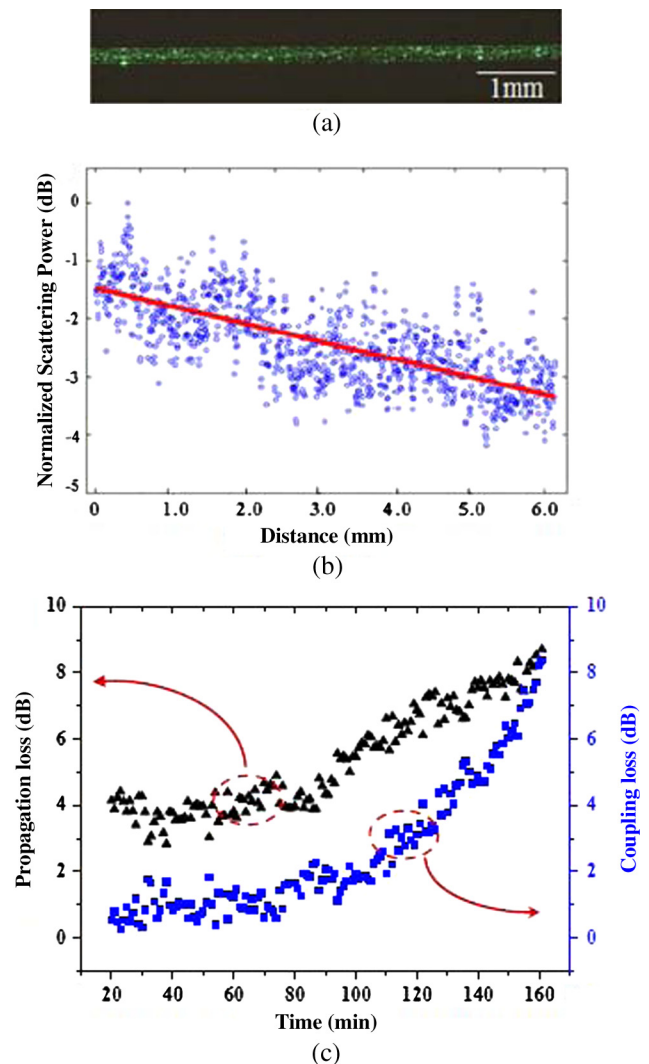 1mm
(a)
Normalized Scattering Power (dB)
0
-1
-2
-3
-4
-5
0 1.0 2.0 3.0 4.0 5.0 6.0
Distance (mm)
(b)
Propagation loss (dB)
10
8
6
4
2
0
Coupling loss (dB)
10
8
6
4
2
0
20 40 60 80 100 120 140 160
Time (min)
(c)